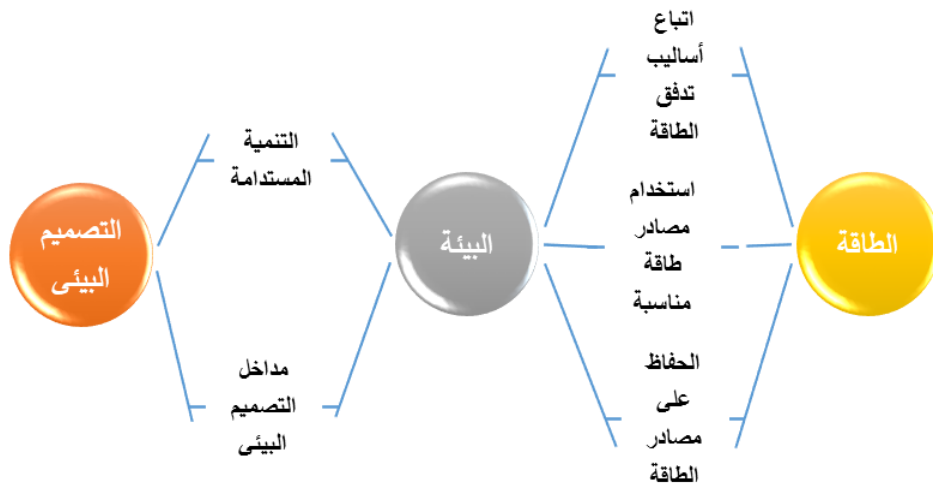 اتباع
أساليب
تدفق
الطاقة
التنمية
المستدامة
استخدام
مصادر
طاقة
مناسبة
الطاقة
البيئة
التصميم
البيئى
الحفاظ
على
مصادر
الطاقة
مداخل
التصميم
البيئى